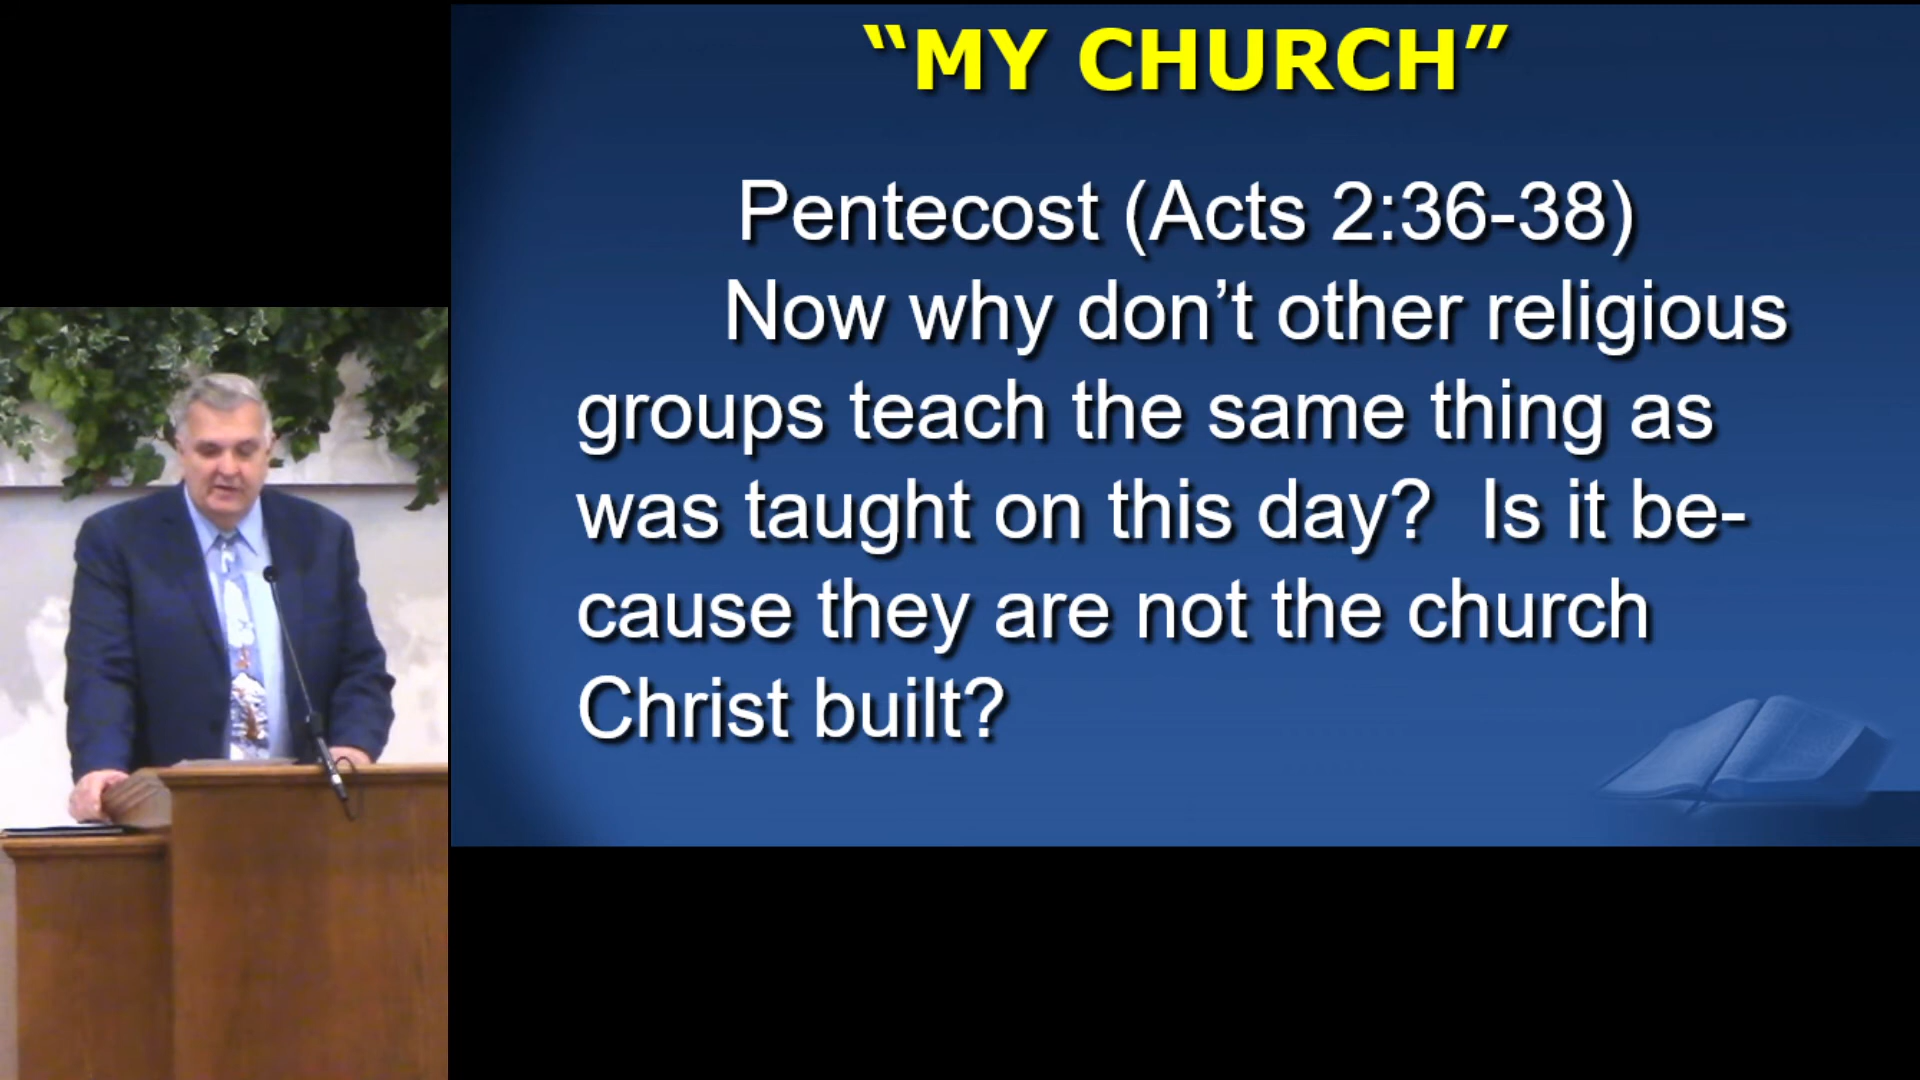 “MY CHURCH”
Pentecost (Acts 2:36-38)
Now why don’t other religious
groups teach the same thing as
was taught on this day?  Is it be-
cause they are not the church
Christ built?